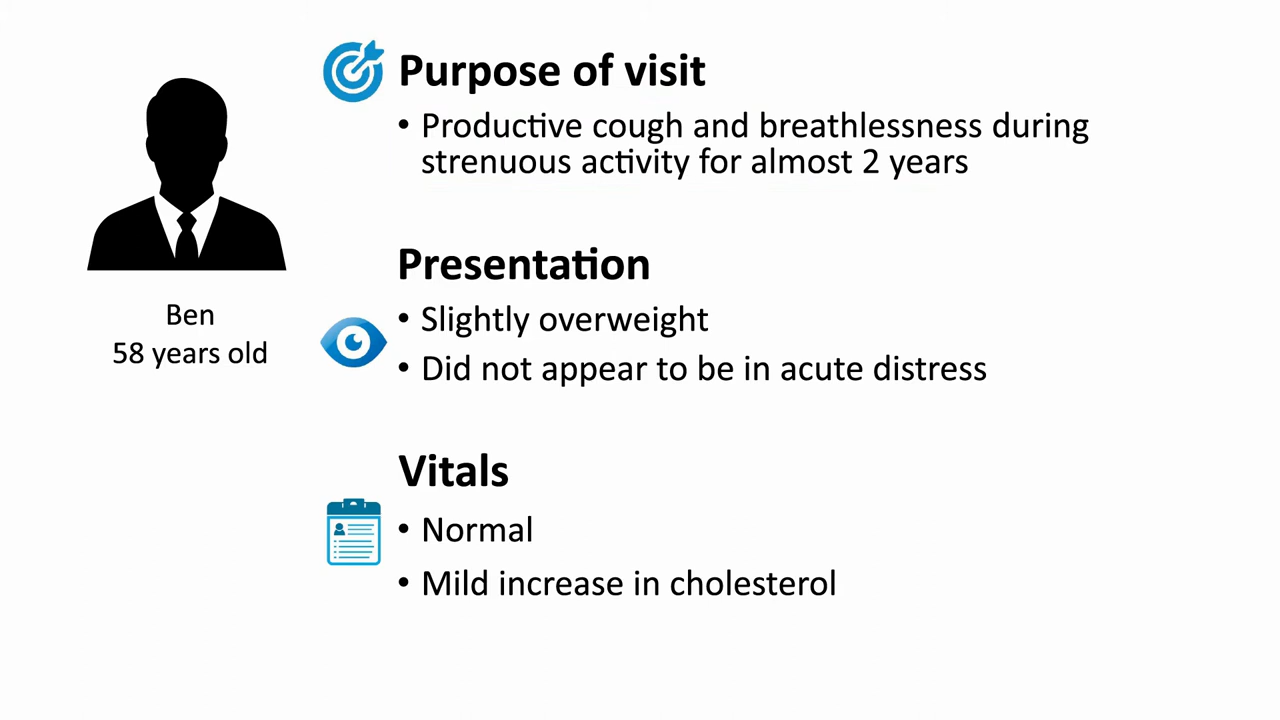 Purpose of visit
• Productive cough and breathlessness during
strenuous activity for almost 2 years
Presentation
• Slightly overweight
• Did not appear to be in acute distress
Ben
58 years old
Vitals
• Normal
• Mild increase in cholesterol